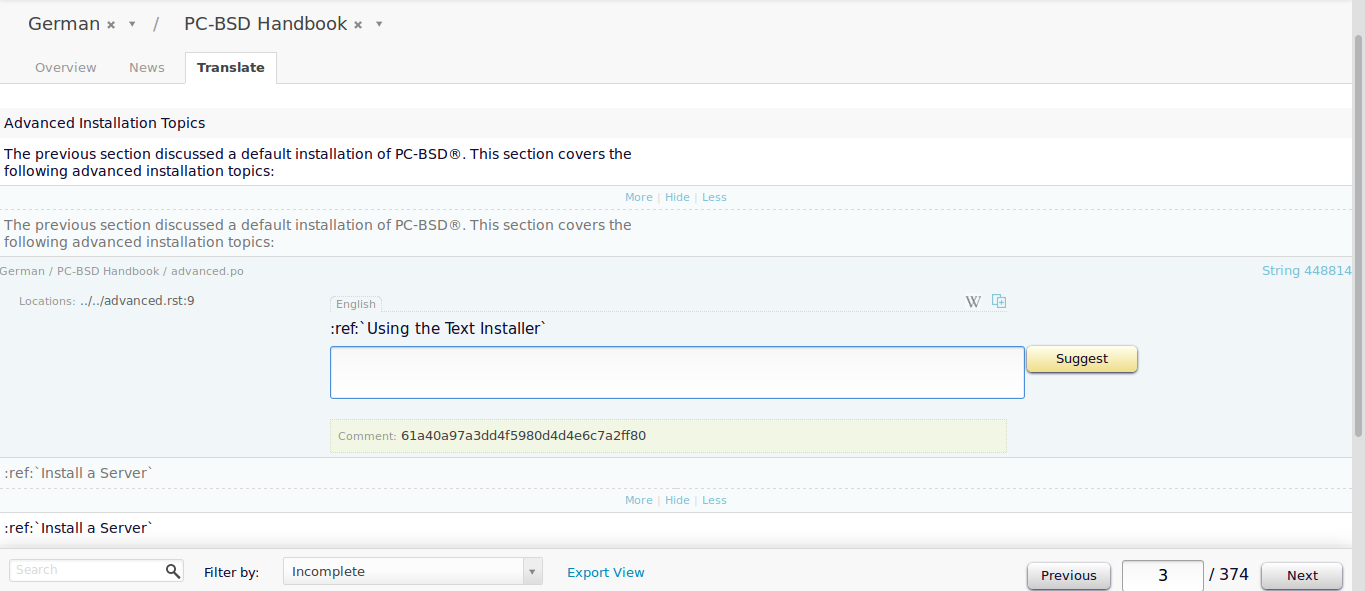 German × ▾ / PC-BSD Handbook × ▾
Overview News Translate
Advanced Installation Topics
The previous section discussed a default installation of PC-BSD®. This section covers the
following advanced installation topics:
More | Hide | Less
The previous section discussed a default installation of PC-BSD®. This section covers the
following advanced installation topics:
German / PC-BSD Handbook / advanced.po String 448814
Locations: ../../advanced.rst:9
English W
:ref:`Using the Text Installer`
Suggest
Comment: 61a40a97a3dd4f5980d4d4e6c7a2ff80
:ref:`Install a Server`
More | Hide | Less
:ref:`Install a Server`
Search Filter by: Incomplete Export View Previous 3 / 374 Next